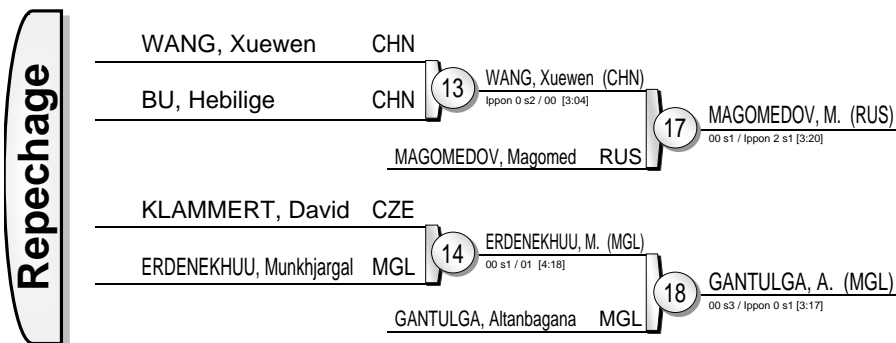 Repechage
WANG, Xuewen CHN
BU, Hebilige CHN
13
WANG, Xuewen (CHN)
Ippon 0 s2 / 00 [3:04]
MAGOMEDOV, Magomed RUS
17
MAGOMEDOV, M. (RUS)
00 s1 / Ippon 2 s1 [3:20]
KLAMMERT, David CZE
ERDENEKHUU, Munkhjargal MGL
14
ERDENEKHUU, M. (MGL)
00 s1 / 01 [4:18]
GANTULGA, Altanbagana MGL
18
GANTULGA, A. (MGL)
00 s3 / Ippon 0 s1 [3:17]